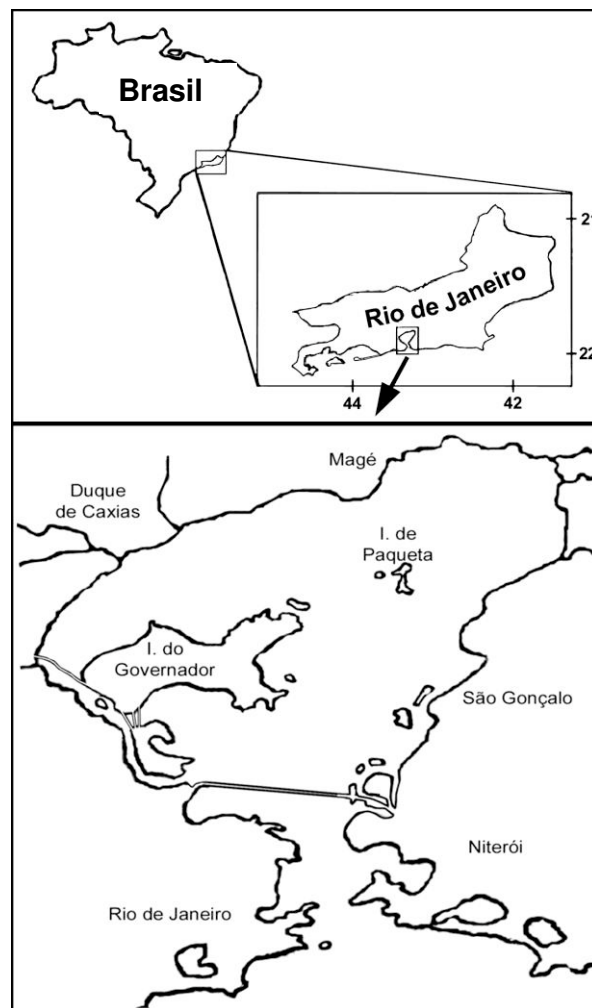 Brasil
21
Rio de Janeiro
22
44
42
Magé
Duque
de Caxias
I. de
Paqueta
I. do
Governador
São Gonçalo
Niterói
Rio de Janeiro